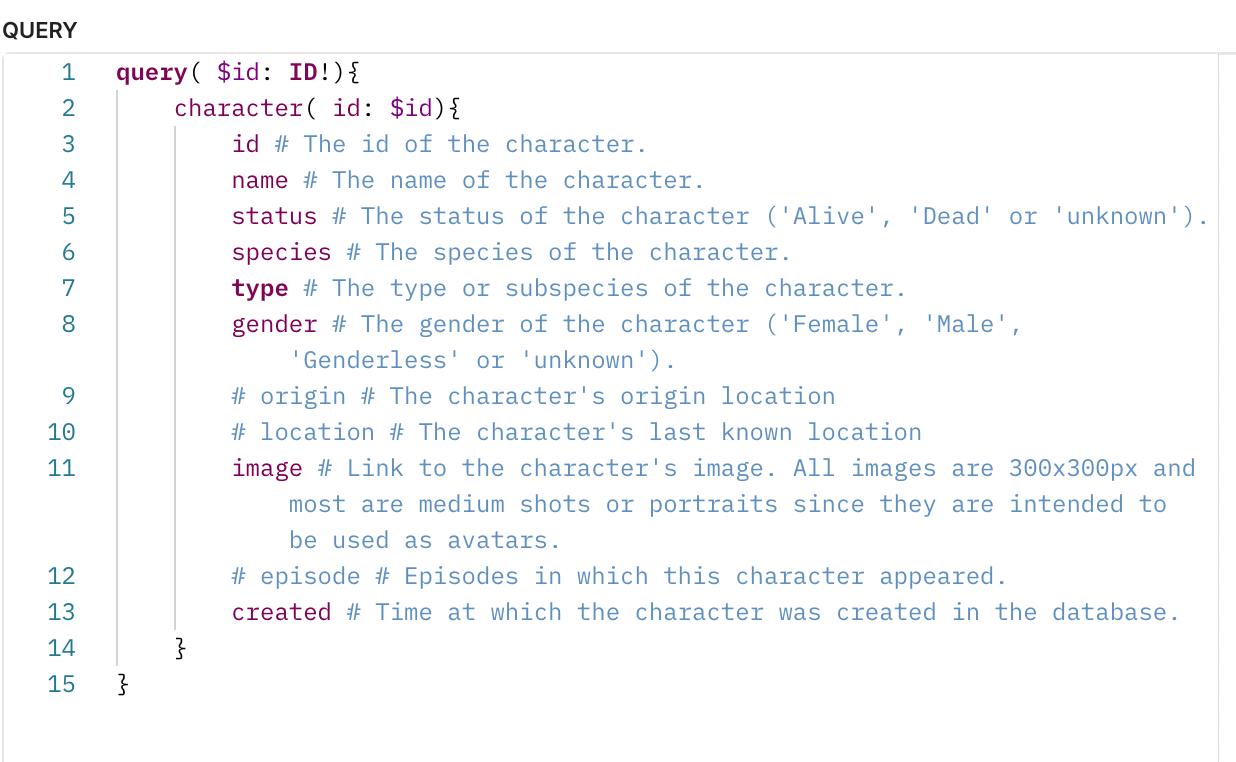 QUERY
1 query( $id: ID!){
2 character( id: $id){
3 id # The id of the character.
4 name # The name of the character.
5 status # The status of the character ('Alive', 'Dead' or 'unknown').
6 species # The species of the character.
7 type # The type or subspecies of the character.
8 gender # The gender of the character ('Female', 'Male',
'Genderless' or 'unknown').
9 # origin # The character's origin location
10 # location # The character's last known location
11 image # Link to the character's image. All images are 300x300px and
most are medium shots or portraits since they are intended to
be used as avatars.
12 # episode # Episodes in which this character appeared.
13 created # Time at which the character was created in the database.
14 }
15 }